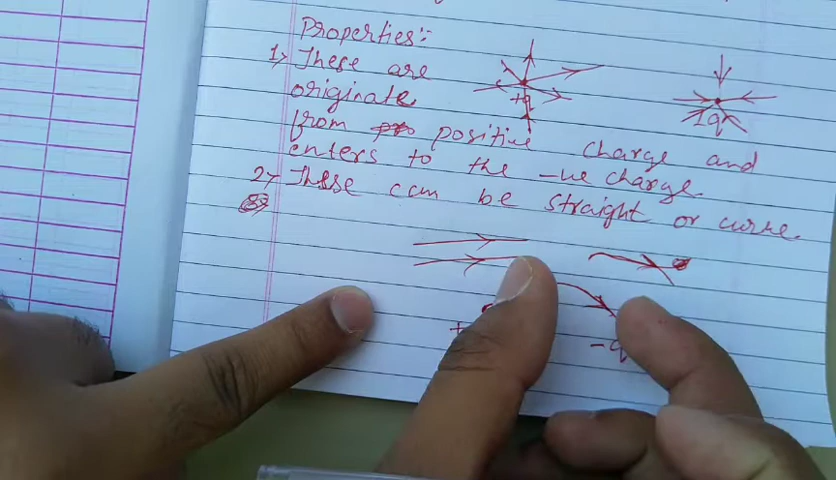 Properties:
1> These are
originate
+q
-q
from positive charge and
enters to the -ve charge.
2> These can be straight or curve.
+
-q